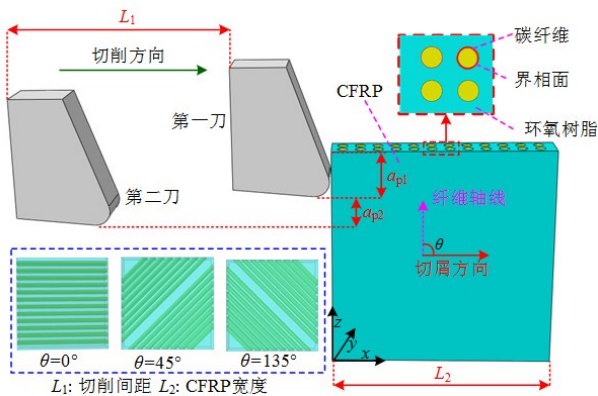 L₁
切削方向
第一刀
第二刀
碳纤维
界相面
环氧树脂
CFRP
aₚ₁
aₚ₂
纤维轴线
θ
切屑方向
z
y
x
θ=0°
θ=45°
θ=135°
L₂
L₁: 切削间距 L₂: CFRP宽度